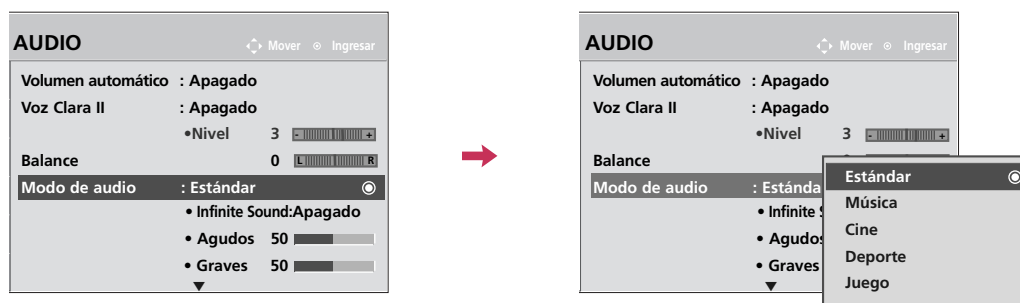 AUDIO Mover Ingresar
Volumen automático : Apagado
Voz Clara II : Apagado
•Nivel 3 - +
Balance 0 L R
Modo de audio : Estándar
• Infinite Sound:Apagado
• Agudos 50
• Graves 50
▼
AUDIO Mover Ingresar
Volumen automático : Apagado
Voz Clara II : Apagado
•Nivel 3 - +
Balance
Modo de audio : Estánda
• Infinite
• Agudos
• Graves
▼
Estándar
Música
Cine
Deporte
Juego